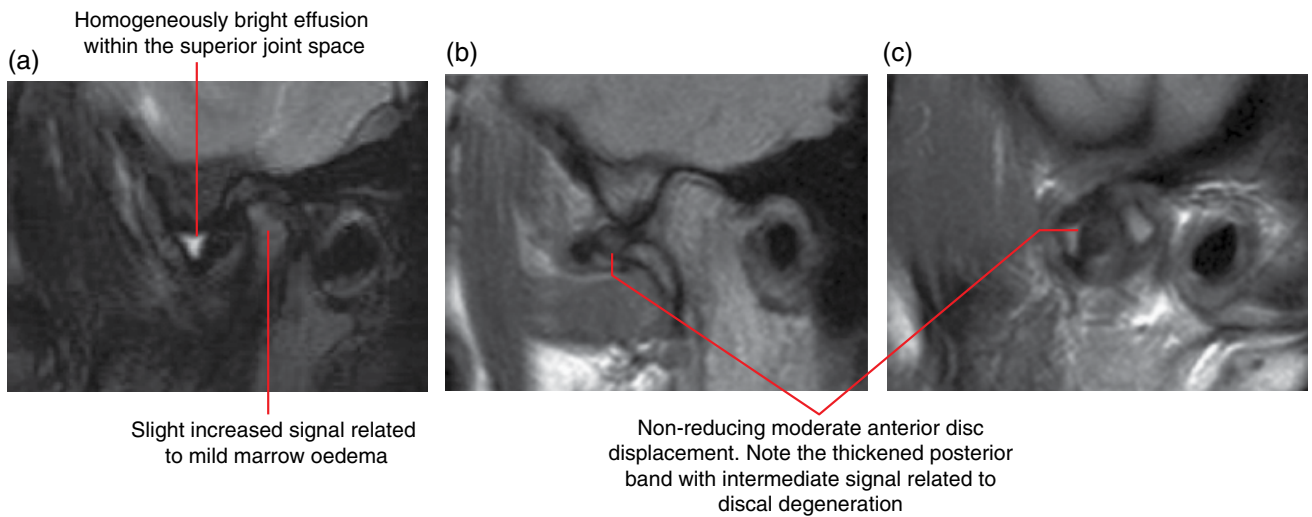 Homogeneously bright effusion
within the superior joint space
(a)
(b)
(c)
Slight increased signal related
to mild marrow oedema
Non-reducing moderate anterior disc
displacement. Note the thickened posterior
band with intermediate signal related to
discal degeneration